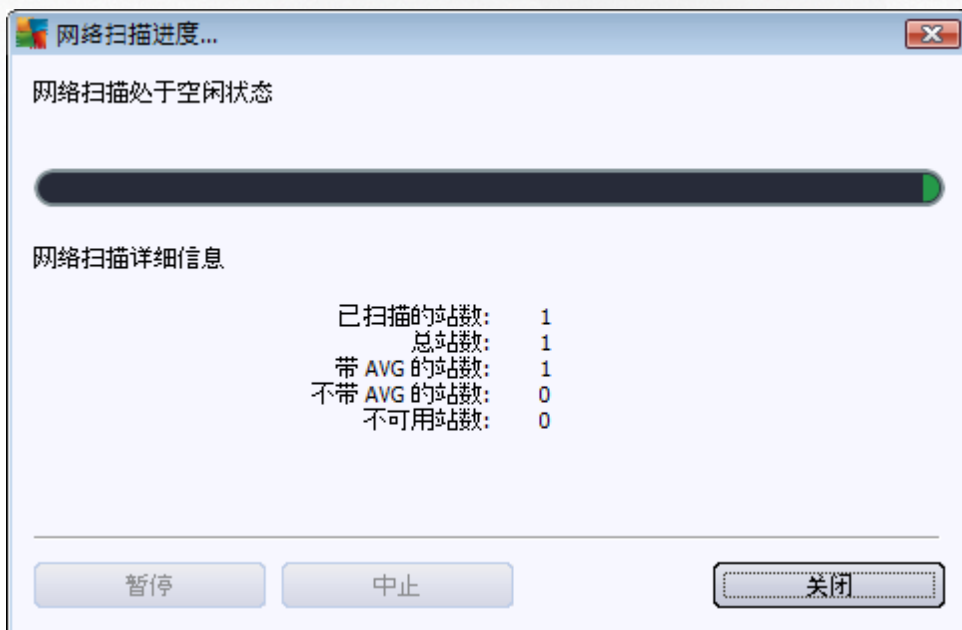 网络扫描进度...
网络扫描处于空闲状态
网络扫描详细信息
已扫描的站数: 1
总站数: 1
带 AVG 的站数: 1
不带 AVG 的站数: 0
不可用站数: 0
暂停 中止 关闭